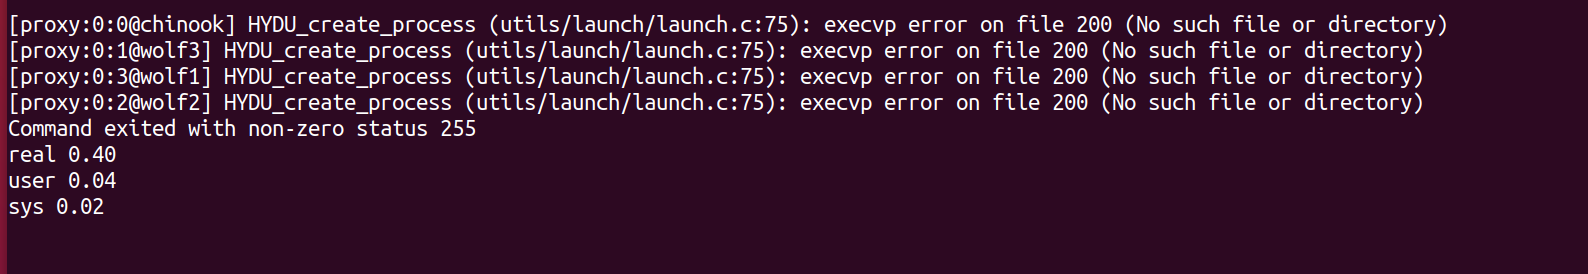 [proxy:0:0@chinook] HYDU_create_process (utils/launch/launch.c:75): execvp error on file 200 (No such file or directory)
[proxy:0:1@wolf3] HYDU_create_process (utils/launch/launch.c:75): execvp error on file 200 (No such file or directory)
[proxy:0:3@wolf1] HYDU_create_process (utils/launch/launch.c:75): execvp error on file 200 (No such file or directory)
[proxy:0:2@wolf2] HYDU_create_process (utils/launch/launch.c:75): execvp error on file 200 (No such file or directory)
Command exited with non-zero status 255
real 0.40
user 0.04
sys 0.02